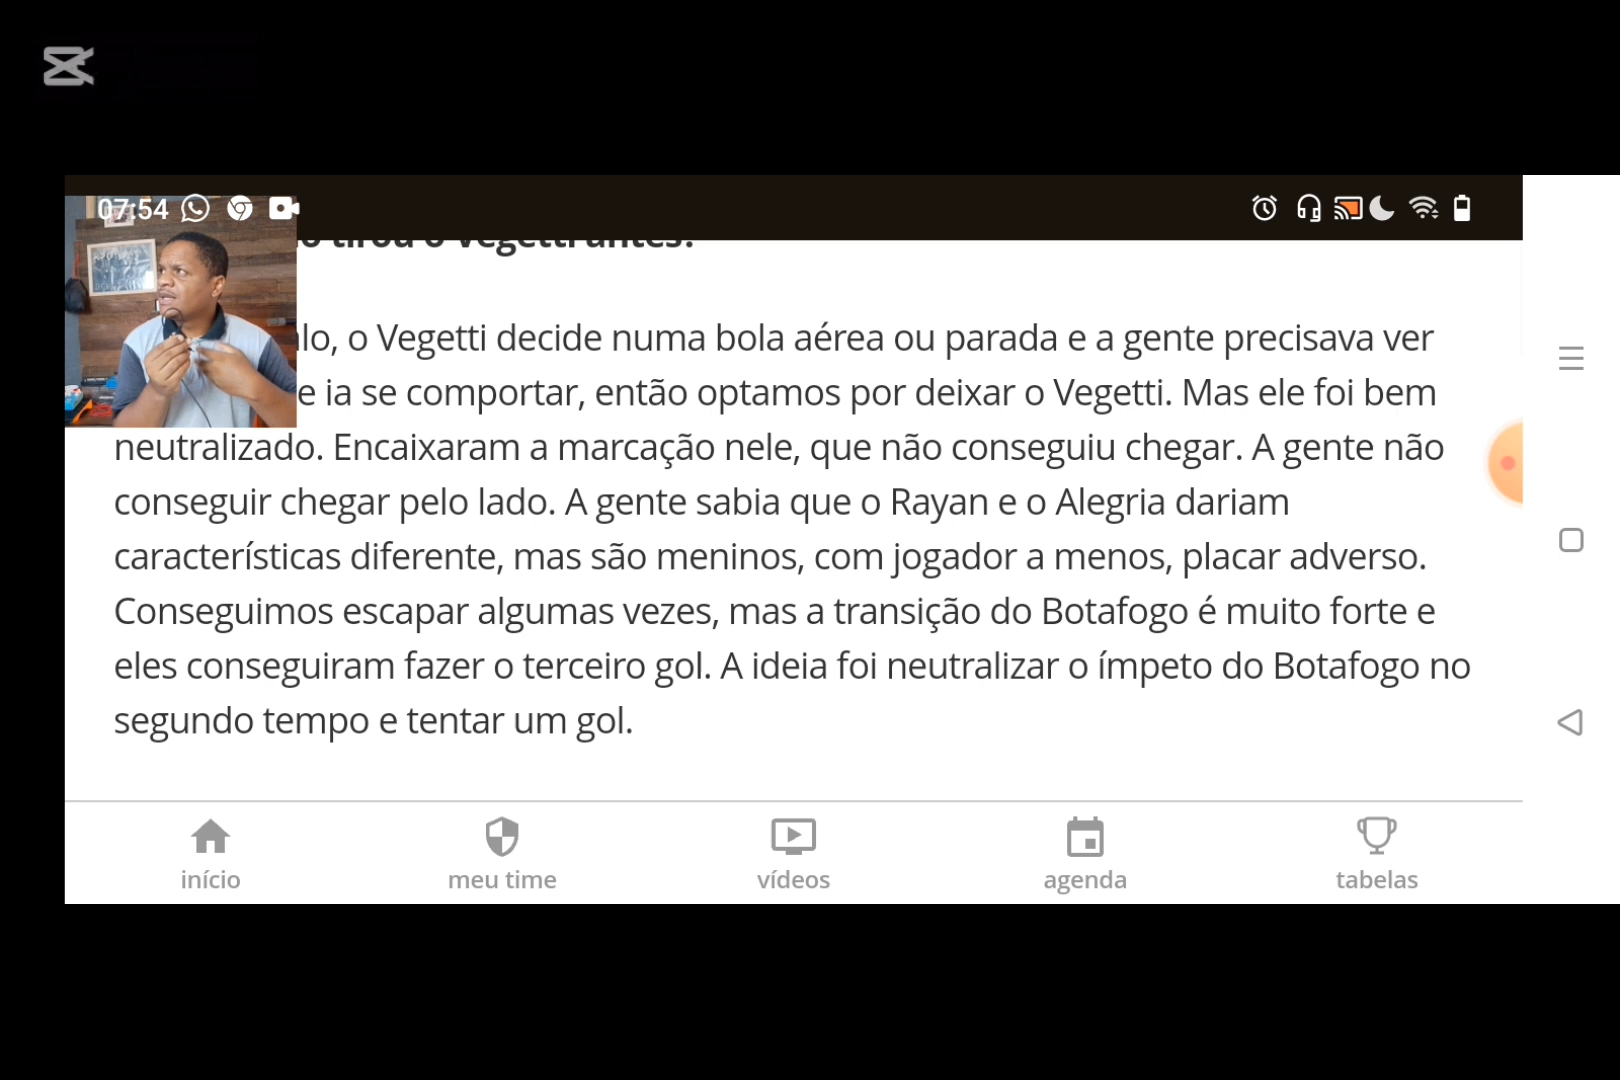 07:54
o tirou o Vegetti antes?
lo, o Vegetti decide numa bola aérea ou parada e a gente precisava ver
e ia se comportar, então optamos por deixar o Vegetti. Mas ele foi bem
neutralizado. Encaixaram a marcação nele, que não conseguiu chegar. A gente não
conseguir chegar pelo lado. A gente sabia que o Rayan e o Alegria dariam
características diferente, mas são meninos, com jogador a menos, placar adverso.
Conseguimos escapar algumas vezes, mas a transição do Botafogo é muito forte e
eles conseguiram fazer o terceiro gol. A ideia foi neutralizar o ímpeto do Botafogo no
segundo tempo e tentar um gol.
início meu time vídeos agenda tabelas